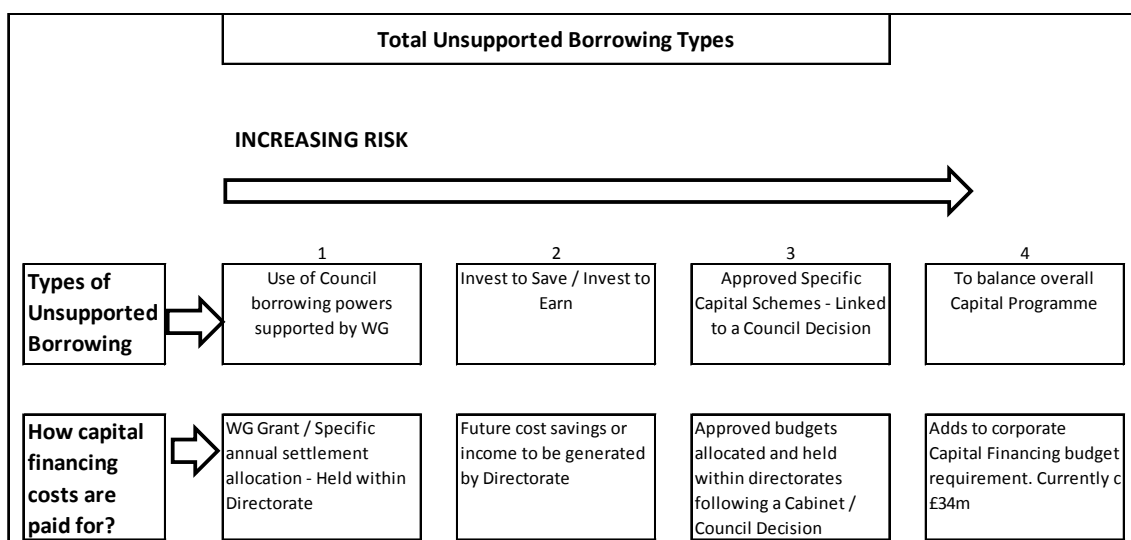 Total Unsupported Borrowing Types
INCREASING RISK
1
2
3
4
Types of
Unsupported
Borrowing
Use of Council
borrowing powers
supported by WG
Invest to Save / Invest to
Earn
Approved Specific
Capital Schemes - Linked
to a Council Decision
To balance overall
Capital Programme
How capital
financing
costs are
paid for?
WG Grant / Specific
annual settlement
allocation - Held within
Directorate
Future cost savings or
income to be generated
by Directorate
Approved budgets
allocated and held
within directorates
following a Cabinet /
Council Decision
Adds to corporate
Capital Financing budget
requirement. Currently c
£34m